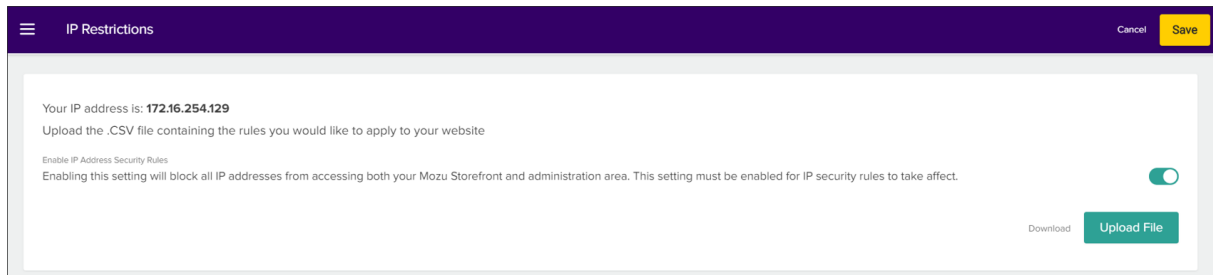 IP Restrictions
Cancel
Save
Your IP address is: 172.16.254.129
Upload the .CSV file containing the rules you would like to apply to your website
Enable IP Address Security Rules
Enabling this setting will block all IP addresses from accessing both your Mozu Storefront and administration area. This setting must be enabled for IP security rules to take affect.
Download
Upload File